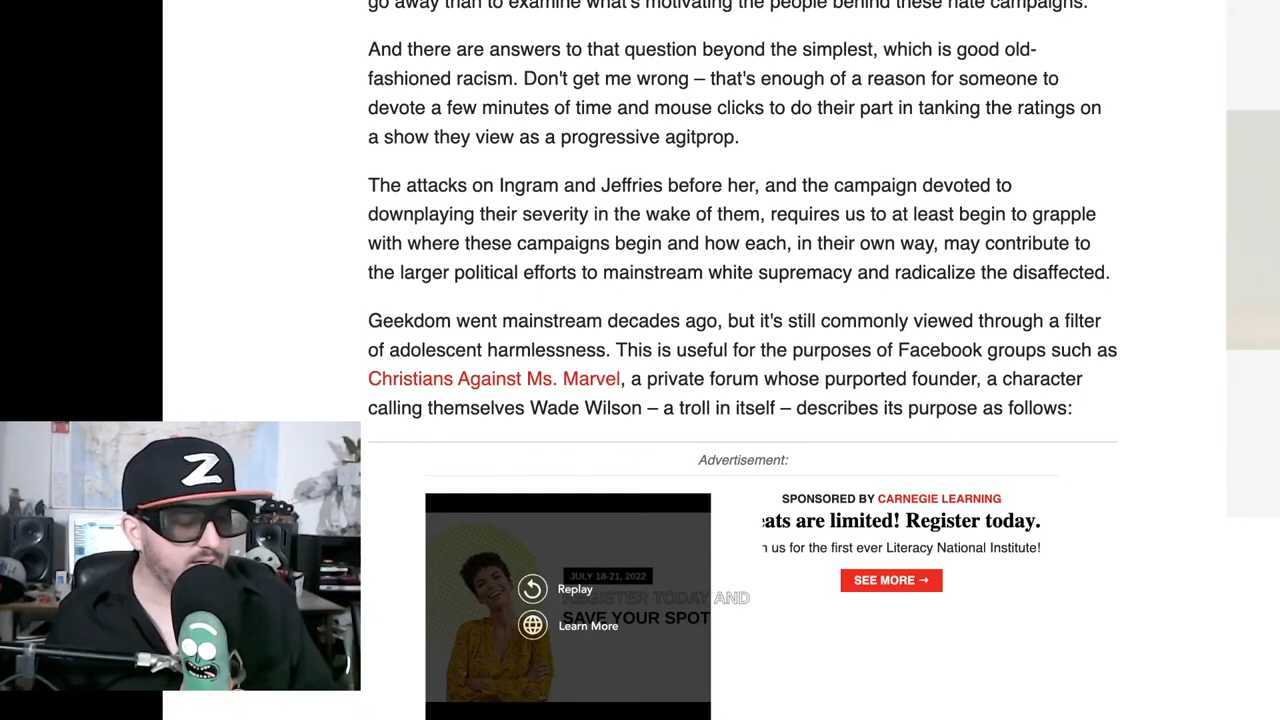 go away than to examine what's motivating the people behind these hate campaigns.
And there are answers to that question beyond the simplest, which is good old-
fashioned racism. Don't get me wrong – that's enough of a reason for someone to
devote a few minutes of time and mouse clicks to do their part in tanking the ratings on
a show they view as a progressive agitprop.
The attacks on Ingram and Jeffries before her, and the campaign devoted to
downplaying their severity in the wake of them, requires us to at least begin to grapple
with where these campaigns begin and how each, in their own way, may contribute to
the larger political efforts to mainstream white supremacy and radicalize the disaffected.
Geekdom went mainstream decades ago, but it's still commonly viewed through a filter
of adolescent harmlessness. This is useful for the purposes of Facebook groups such as
Christians Against Ms. Marvel, a private forum whose purported founder, a character
calling themselves Wade Wilson – a troll in itself – describes its purpose as follows:
Advertisement:
SPONSORED BY CARNEGIE LEARNING
eats are limited! Register today.
n us for the first ever Literacy National Institute!
SEE MORE →
JULY 18-21, 2022
Replay
REGISTER TODAY AND
SAVE YOUR SPOT
Learn More
Z